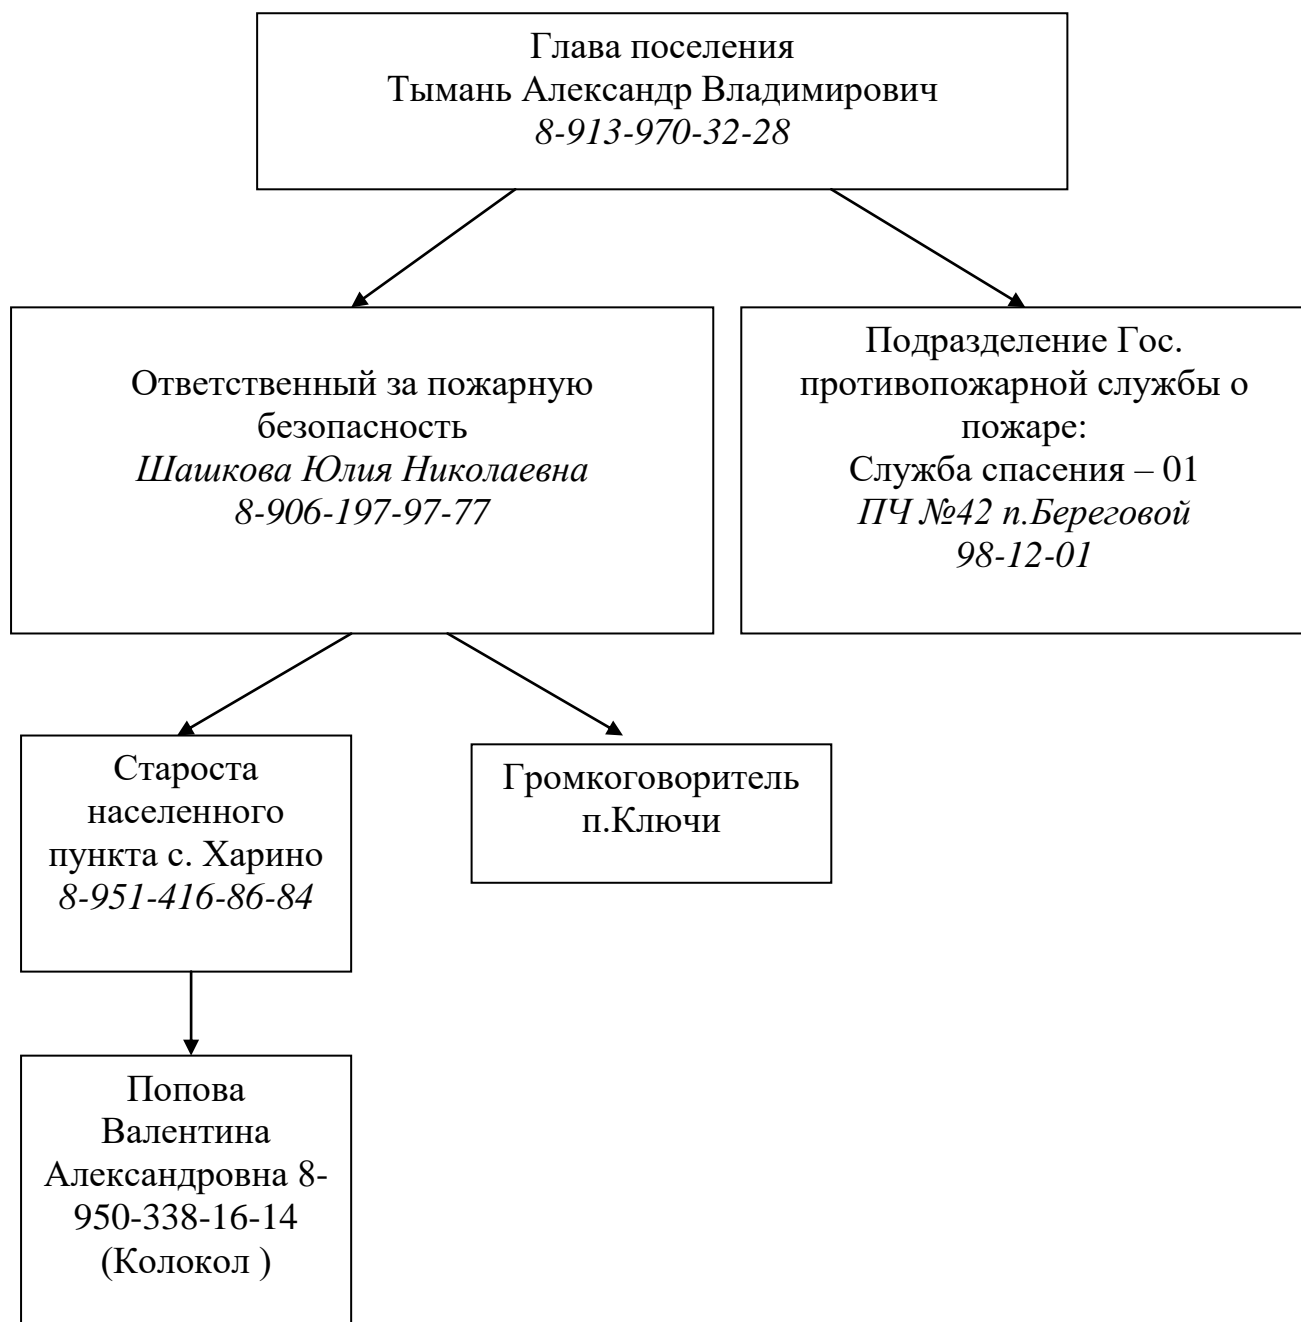 Глава поселения
Тымань Александр Владимирович
8-913-970-32-28
Ответственный за пожарную
безопасность
Шашкова Юлия Николаевна
8-906-197-97-77
Подразделение Гос.
противопожарной службы о
пожаре:
Служба спасения – 01
ПЧ №42 п.Береговой
98-12-01
Староста
населенного
пункта с. Харино
8-951-416-86-84
Громкоговоритель
п.Ключи
Попова
Валентина
Александровна 8-
950-338-16-14
(Колокол )